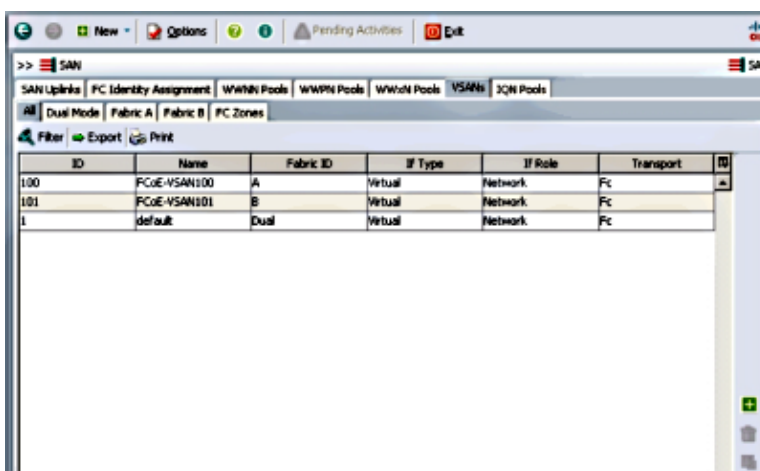 New Options Pending Activities Exit
>> SAN SA
SAN Uplinks FC Identity Assignment WWNN Pools WWPN Pools WWxN Pools VSANs IQN Pools
All Dual Mode Fabric A Fabric B FC Zones
Filter Export Print
ID Name Fabric ID If Type If Role Transport
100 FCoE-VSAN100 A Virtual Network Fc
101 FCoE-VSAN101 B Virtual Network Fc
1 default Dual Virtual Network Fc